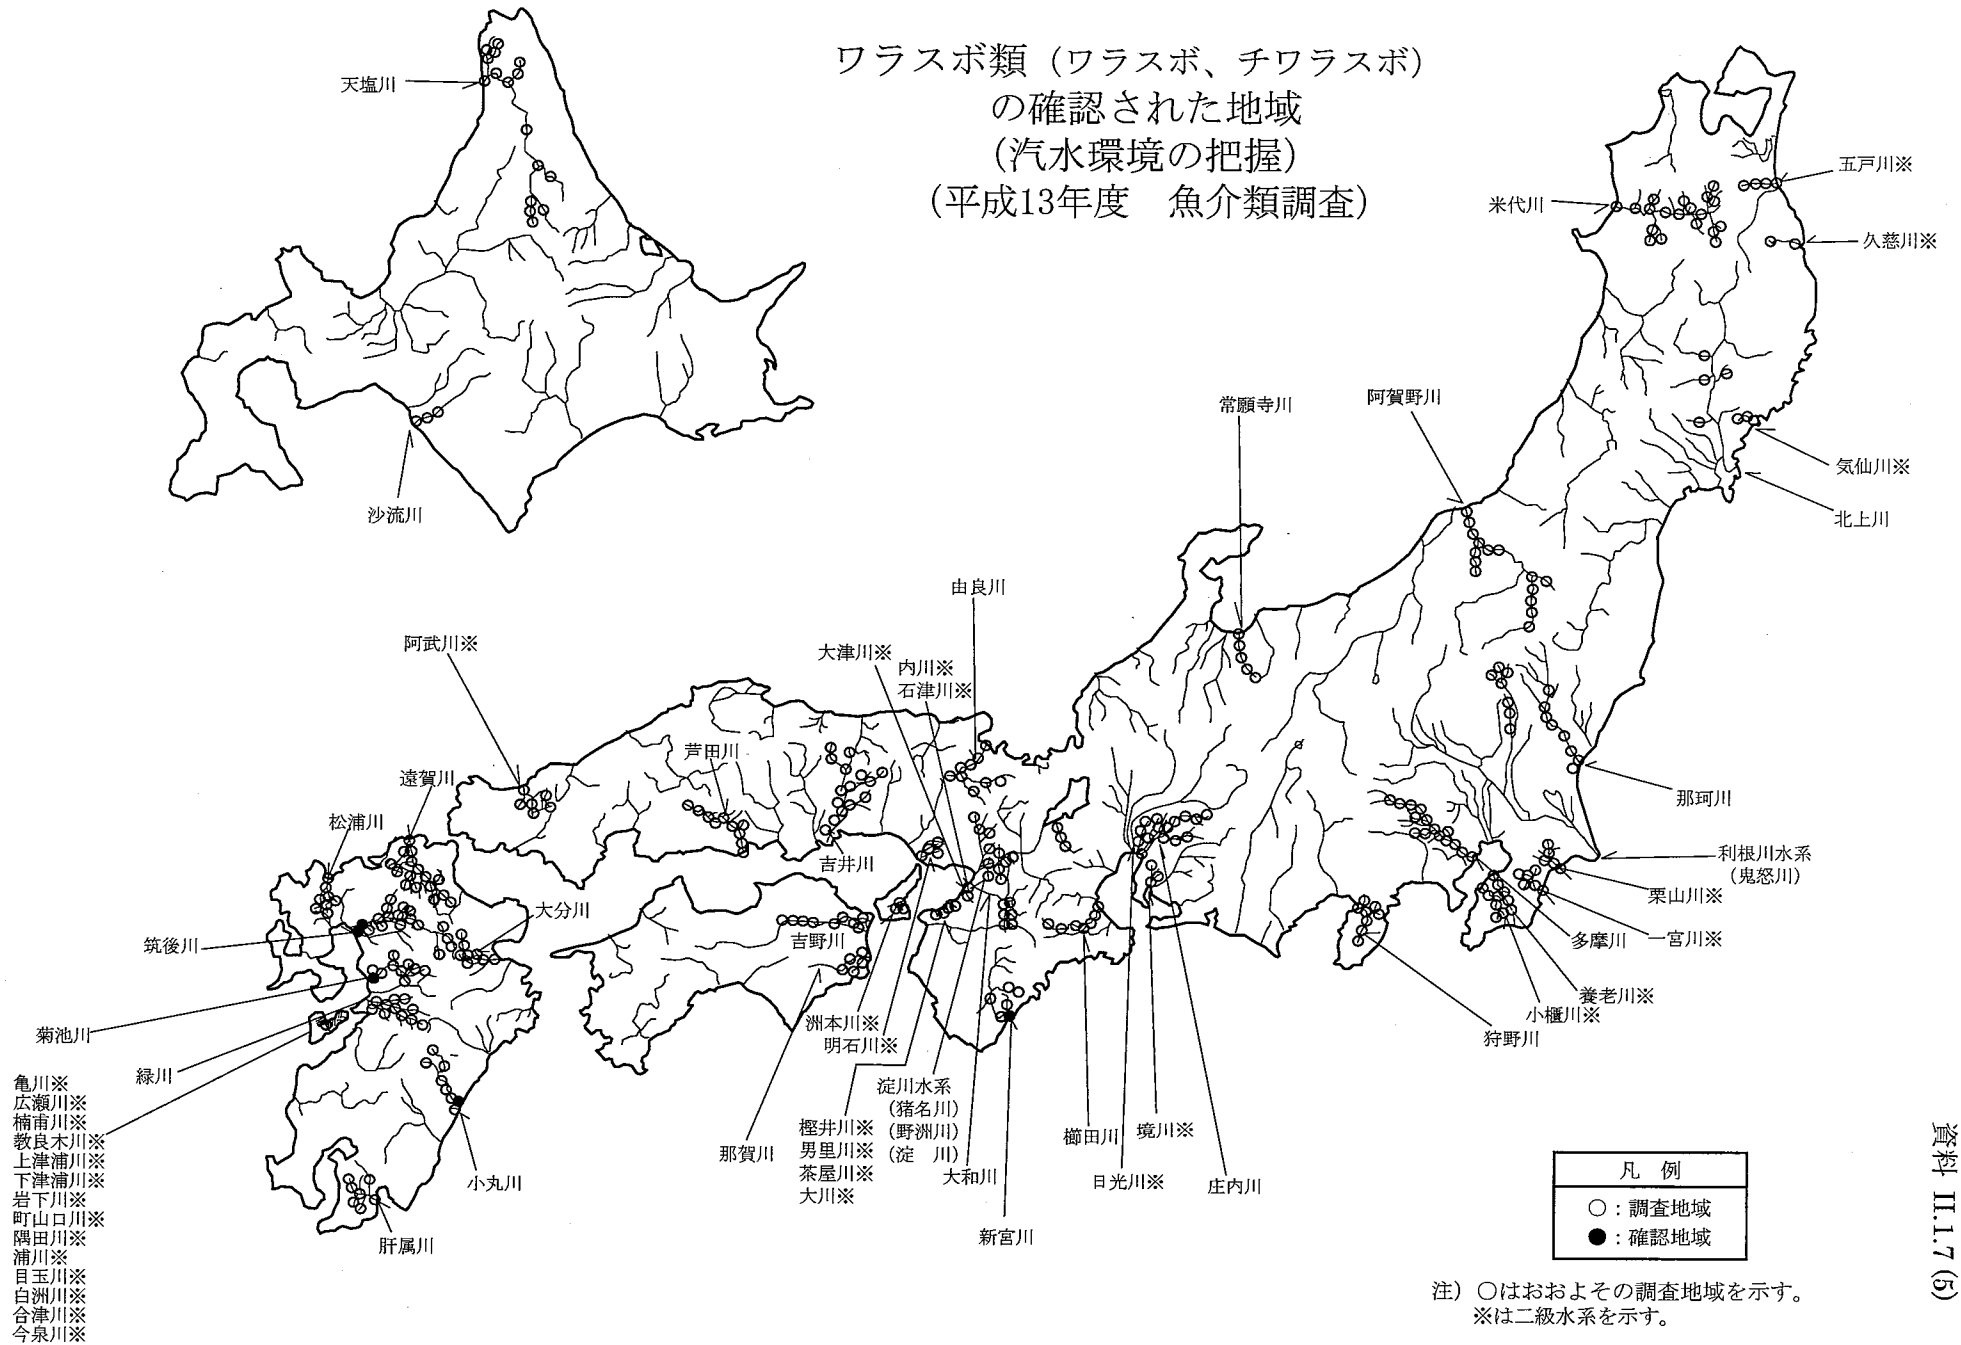 ワラスボ類（ワラスボ、チワラスボ）
の確認された地域
（汽水環境の把握）
（平成13年度　魚介類調査）
天塩川
沙流川
五戸川※
米代川
久慈川※
気仙川※
北上川
阿賀野川
常願寺川
那珂川
利根川水系
（鬼怒川）
栗山川※
一宮川※
多摩川
養老川※
小櫃川※
狩野川
由良川
大津川※
内川※
石津川※
阿武川※
芦田川
吉井川
遠賀川
松浦川
大分川
筑後川
菊池川
緑川
亀川※
広瀬川※
楠甫川※
教良木川※
上津浦川※
下津浦川※
岩下川※
町山口川※
隅田川※
浦川※
目玉川※
白洲川※
合津川※
今泉川※
小丸川
肝属川
吉野川
那賀川
洲本川※
明石川※
樫井川※
男里川※
茶屋川※
大川※
淀川水系
（猪名川）
（野洲川）
（淀　川）
大和川
新宮川
櫛田川
日光川※
境川※
庄内川
凡　例
○：調査地域
●：確認地域
注）○はおおよその調査地域を示す。
※は二級水系を示す。
資料 II.1.7 (5)